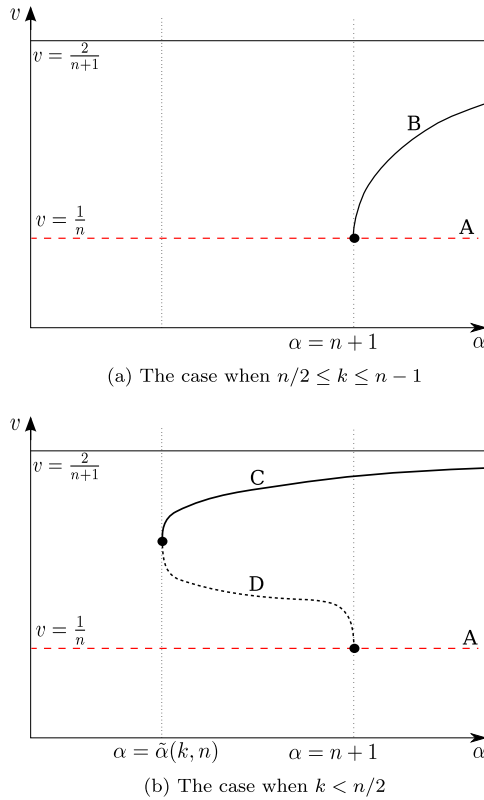 v
v = 2/(n+1)
B
v = 1/n
A
α = n + 1
α
(a) The case when n/2 ≤ k ≤ n − 1
v
v = 2/(n+1)
C
D
v = 1/n
A
α = α̃(k, n)
α = n + 1
α
(b) The case when k < n/2